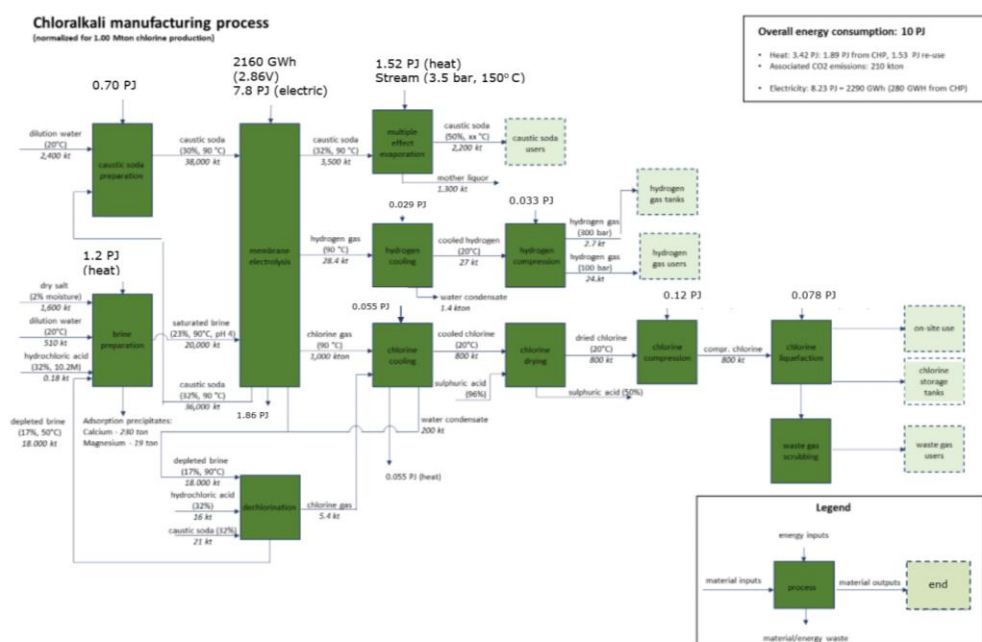 Chloralkali manufacturing process
(normalized for 1.00 Mton chlorine production)
Overall energy consumption: 10 PJ
• Heat: 3.42 PJ: 1.89 PJ from CHP, 1.53 PJ re-use
• Associated CO2 emissions: 210 kton
• Electricity: 8.23 PJ = 2290 GWh (280 GWH from CHP)
0.70 PJ
2160 GWh
(2.86V)
7.8 PJ (electric)
1.52 PJ (heat)
Stream (3.5 bar, 150° C)
dilution water
(20°C)
2,400 kt
caustic soda
preparation
caustic soda
(30%, 90 °C)
38,000 kt
membrane
electrolysis
caustic soda
(32%, 90 °C)
3,500 kt
multiple
effect
evaporation
caustic soda
(50%, xx °C)
2,200 kt
caustic soda
users
mother liquor
1,300 kt
0.029 PJ
0.033 PJ
hydrogen gas
(90 °C)
28.4 kt
hydrogen
cooling
cooled hydrogen
(20°C)
27 kt
hydrogen
compression
hydrogen gas
(300 bar)
2.7 kt
hydrogen gas
(100 bar)
24.kt
hydrogen
gas tanks
hydrogen
gas users
water condensate
1.4 kton
1.2 PJ
(heat)
dry salt
(2% moisture)
1,600 kt
dilution water
(20°C)
510 kt
hydrochloric acid
(32%, 10.2M)
0.18 kt
brine
preparation
saturated brine
(23%, 90°C, pH 4)
20,000 kt
0.055 PJ
chlorine gas
(90 °C)
1,000 kton
chlorine
cooling
cooled chlorine
(20°C)
800 kt
chlorine
drying
dried chlorine
(20°C)
800 kt
0.12 PJ
chlorine
compression
compr. chlorine
800 kt
0.078 PJ
chlorine
liquefaction
on-site use
chlorine
storage
tanks
sulphuric acid
(96%)
sulphuric acid (50%)
caustic soda
(32%, 90 °C)
36,000 kt
1.86 PJ
water condensate
200 kt
0.055 PJ (heat)
depleted brine
(17%, 50°C)
18.000 kt
Adsorption precipitates:
Calcium - 230 ton
Magnesium - 19 ton
waste gas
scrubbing
waste gas
users
depleted brine
(17%, 90°C)
18.000 kt
hydrochloric acid
(32%)
16 kt
caustic soda (32%)
21 kt
dechlorination
chlorine gas
5.4 kt
Legend
energy inputs
material inputs
process
material outputs
end
material/energy waste